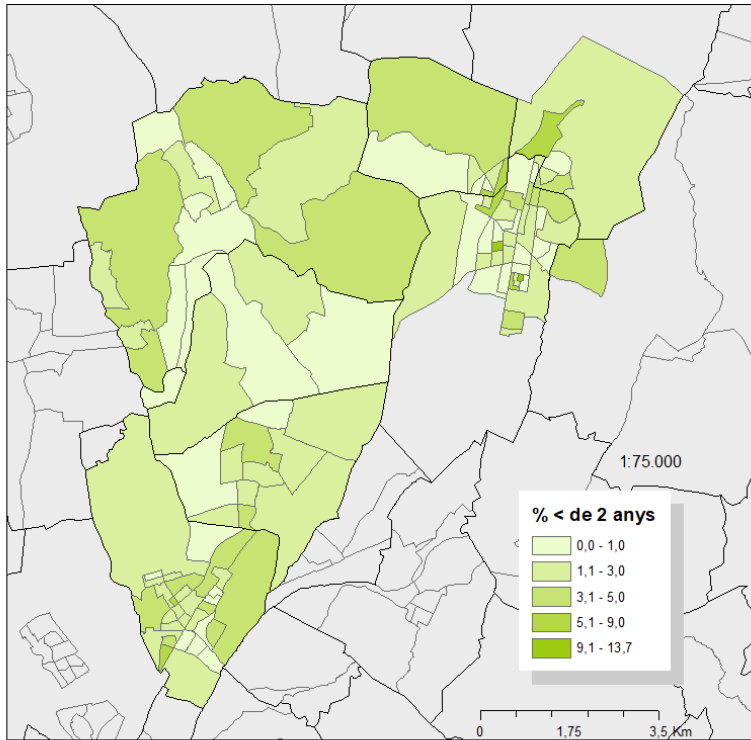 1:75.000
% < de 2 anys
0,0 - 1,0
1,1 - 3,0
3,1 - 5,0
5,1 - 9,0
9,1 - 13,7
0 1,75 3,5 Km